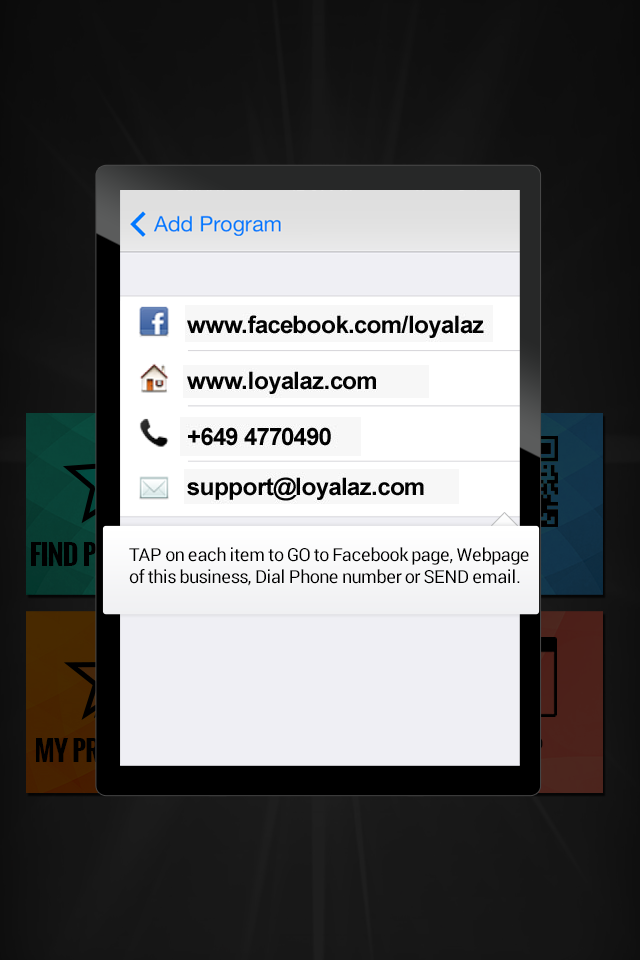 Add Program
www.facebook.com/loyalaz
www.loyalaz.com
+649 4770490
support@loyalaz.com
FIND P
TAP on each item to GO to Facebook page, Webpage
of this business, Dial Phone number or SEND email.
MY PR